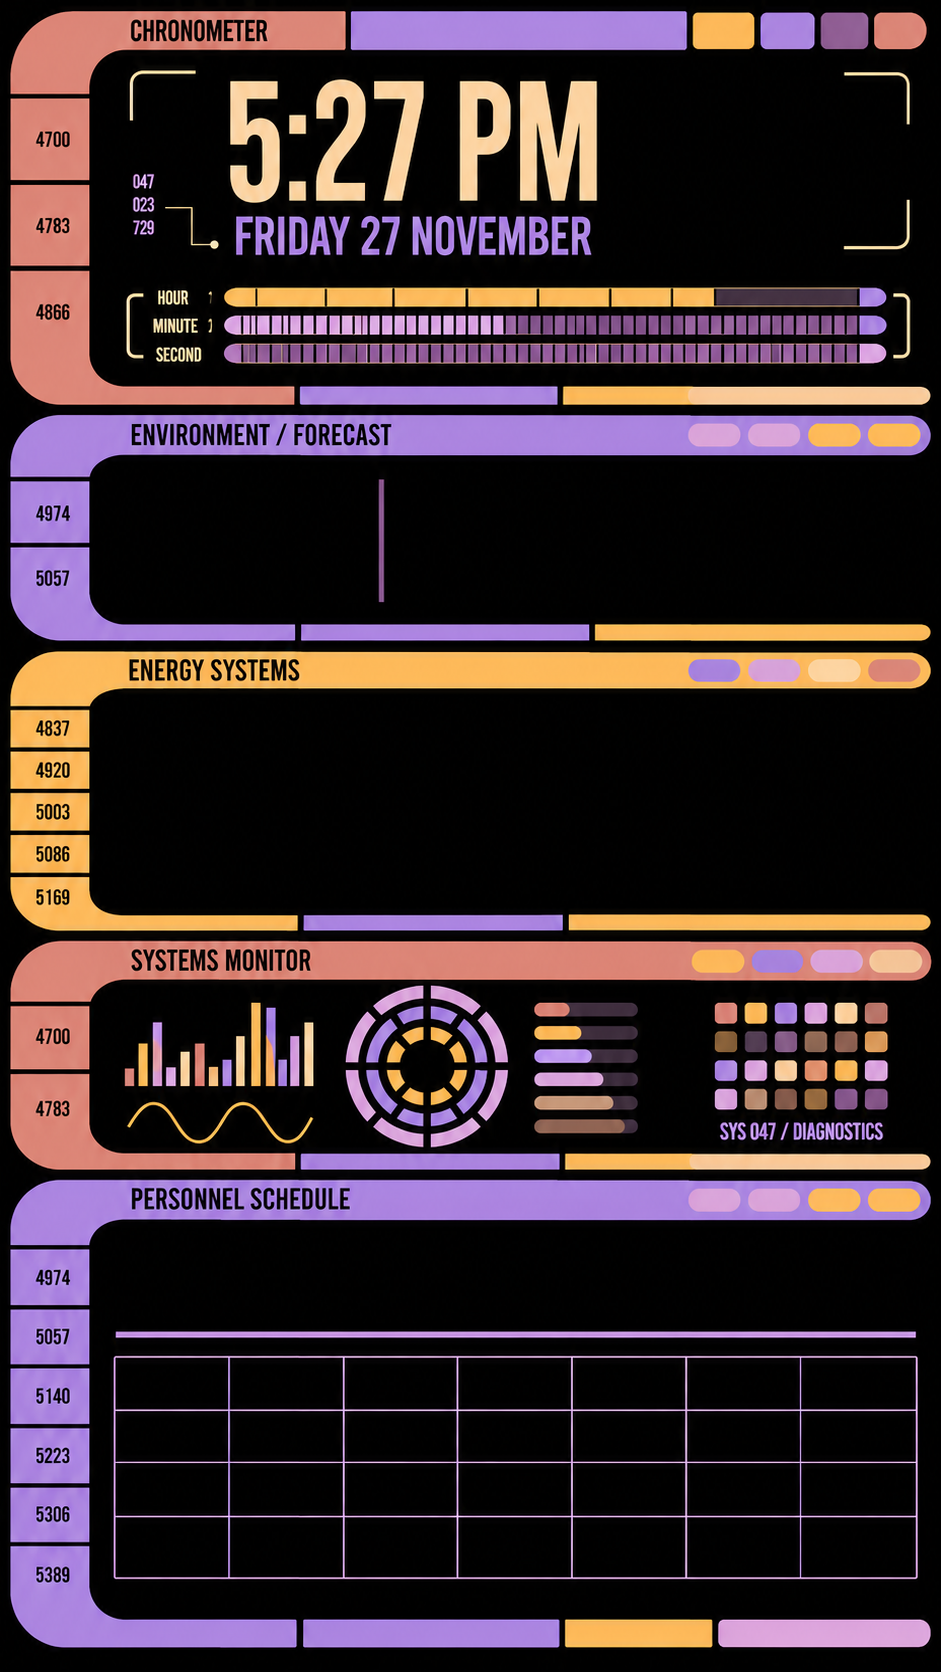 CHRONOMETER
4700
4783
4866
5:27 PM
FRIDAY 27 NOVEMBER
047
023
729
HOUR
MINUTE
SECOND
ENVIRONMENT / FORECAST
4974
5057
ENERGY SYSTEMS
4837
4920
5003
5086
5169
SYSTEMS MONITOR
4700
4783
SYS 047 / DIAGNOSTICS
PERSONNEL SCHEDULE
4974
5057
5140
5223
5306
5389